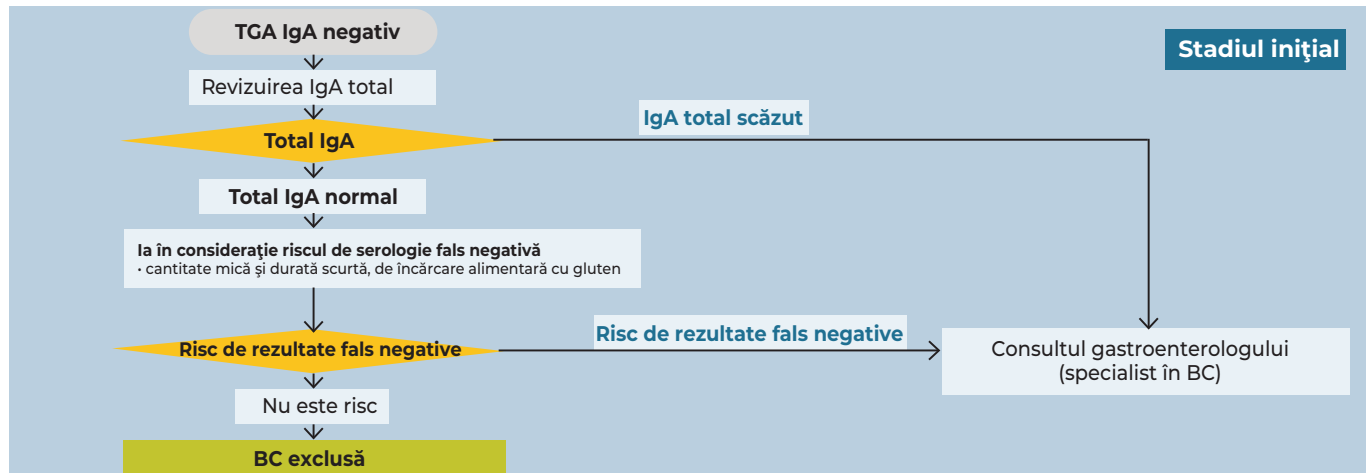 TGA IgA negativ
Stadiul iniţial
Revizuirea IgA total
IgA total scăzut
Total IgA
Total IgA normal
Ia în consideraţie riscul de serologie fals negativă
• cantitate mică şi durată scurtă, de încărcare alimentară cu gluten
Risc de rezultate fals negative
Risc de rezultate fals negative
Consultul gastroenterologului
(specialist în BC)
Nu este risc
BC exclusă